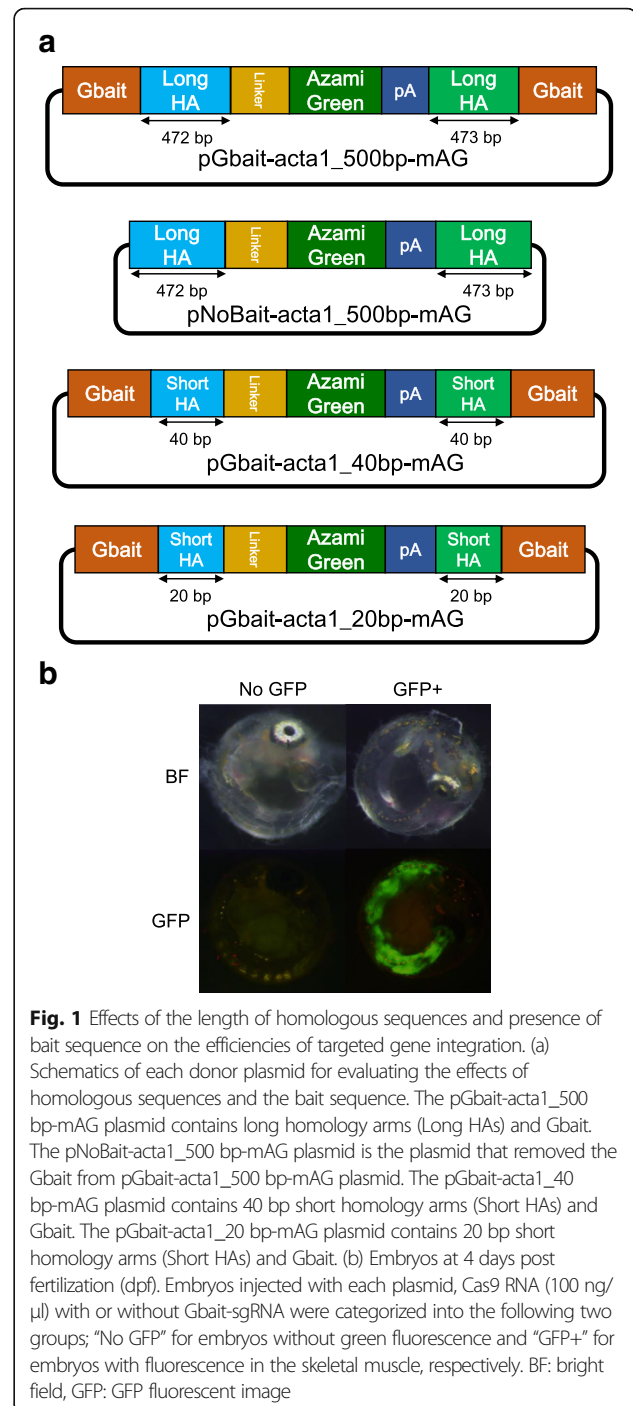 a
Gbait Long HA Linker Azami Green pA Long HA Gbait
472 bp 473 bp
pGbait-acta1_500bp-mAG
Long HA Linker Azami Green pA Long HA
472 bp 473 bp
pNoBait-acta1_500bp-mAG
Gbait Short HA Linker Azami Green pA Short HA Gbait
40 bp 40 bp
pGbait-acta1_40bp-mAG
Gbait Short HA Linker Azami Green pA Short HA Gbait
20 bp 20 bp
pGbait-acta1_20bp-mAG
b
No GFP GFP+
BF
GFP
Fig. 1 Effects of the length of homologous sequences and presence of
bait sequence on the efficiencies of targeted gene integration. (a)
Schematics of each donor plasmid for evaluating the effects of
homologous sequences and the bait sequence. The pGbait-acta1_500
bp-mAG plasmid contains long homology arms (Long HAs) and Gbait.
The pNoBait-acta1_500 bp-mAG plasmid is the plasmid that removed the
Gbait from pGbait-acta1_500 bp-mAG plasmid. The pGbait-acta1_40
bp-mAG plasmid contains 40 bp short homology arms (Short HAs) and
Gbait. The pGbait-acta1_20 bp-mAG plasmid contains 20 bp short
homology arms (Short HAs) and Gbait. (b) Embryos at 4 days post
fertilization (dpf). Embryos injected with each plasmid, Cas9 RNA (100 ng/
μl) with or without Gbait-sgRNA were categorized into the following two
groups; “No GFP” for embryos without green fluorescence and “GFP+” for
embryos with fluorescence in the skeletal muscle, respectively. BF: bright
field, GFP: GFP fluorescent image